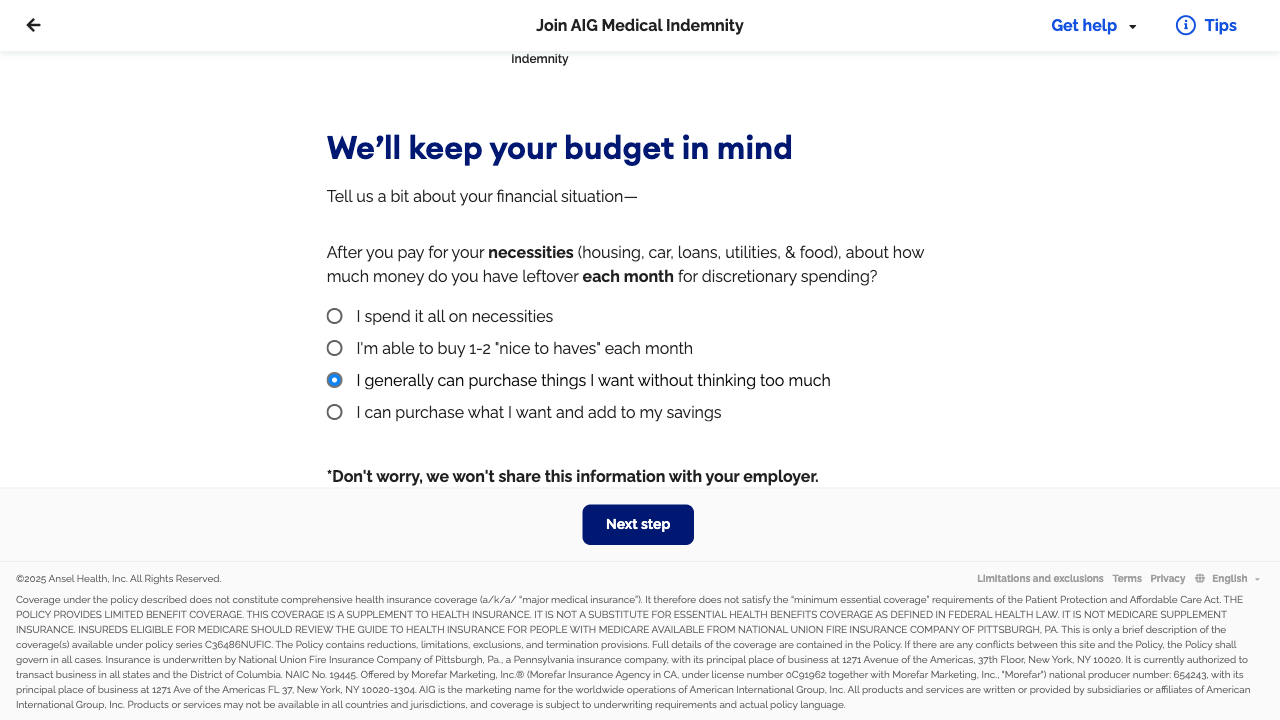 Join AIG Medical Indemnity
Get help
Tips
Indemnity
We'll keep your budget in mind
Tell us a bit about your financial situation—
After you pay for your necessities (housing, car, loans, utilities, & food), about how
much money do you have leftover each month for discretionary spending?
I spend it all on necessities
I'm able to buy 1-2 "nice to haves" each month
I generally can purchase things I want without thinking too much
I can purchase what I want and add to my savings
*Don't worry, we won't share this information with your employer.
Next step
©2025 Ansel Health, Inc. All Rights Reserved.
Limitations and exclusions Terms Privacy English
Coverage under the policy described does not constitute comprehensive health insurance coverage (a/k/a/ "major medical insurance"). It therefore does not satisfy the "minimum essential coverage" requirements of the Patient Protection and Affordable Care Act. THE
POLICY PROVIDES LIMITED BENEFIT COVERAGE. THIS COVERAGE IS A SUPPLEMENT TO HEALTH INSURANCE. IT IS NOT A SUBSTITUTE FOR ESSENTIAL HEALTH BENEFITS COVERAGE AS DEFINED IN FEDERAL HEALTH LAW. IT IS NOT MEDICARE SUPPLEMENT
INSURANCE. INSUREDS ELIGIBLE FOR MEDICARE SHOULD REVIEW THE GUIDE TO HEALTH INSURANCE FOR PEOPLE WITH MEDICARE AVAILABLE FROM NATIONAL UNION FIRE INSURANCE COMPANY OF PITTSBURGH, PA. This is only a brief description of the
coverage(s) available under policy series C36486NUFIC. The Policy contains reductions, limitations, exclusions, and termination provisions. Full details of the coverage are contained in the Policy. If there are any conflicts between this site and the Policy, the Policy shall
govern in all cases. Insurance is underwritten by National Union Fire Insurance Company of Pittsburgh, Pa., a Pennsylvania insurance company, with its principal place of business at 1271 Avenue of the Americas, 37th Floor, New York, NY 10020. It is currently authorized to
transact business in all states and the District of Columbia. NAIC No. 19445. Offered by Morefar Marketing, Inc.® (Morefar Insurance Agency in CA, under license number 0C91962 together with Morefar Marketing, Inc., "Morefar") national producer number: 654243, with its
principal place of business at 1271 Ave of the Americas FL 37, New York, NY 10020-1304. AIG is the marketing name for the worldwide operations of American International Group, Inc. All products and services are written or provided by subsidiaries or affiliates of American
International Group, Inc. Products or services may not be available in all countries and jurisdictions, and coverage is subject to underwriting requirements and actual policy language.